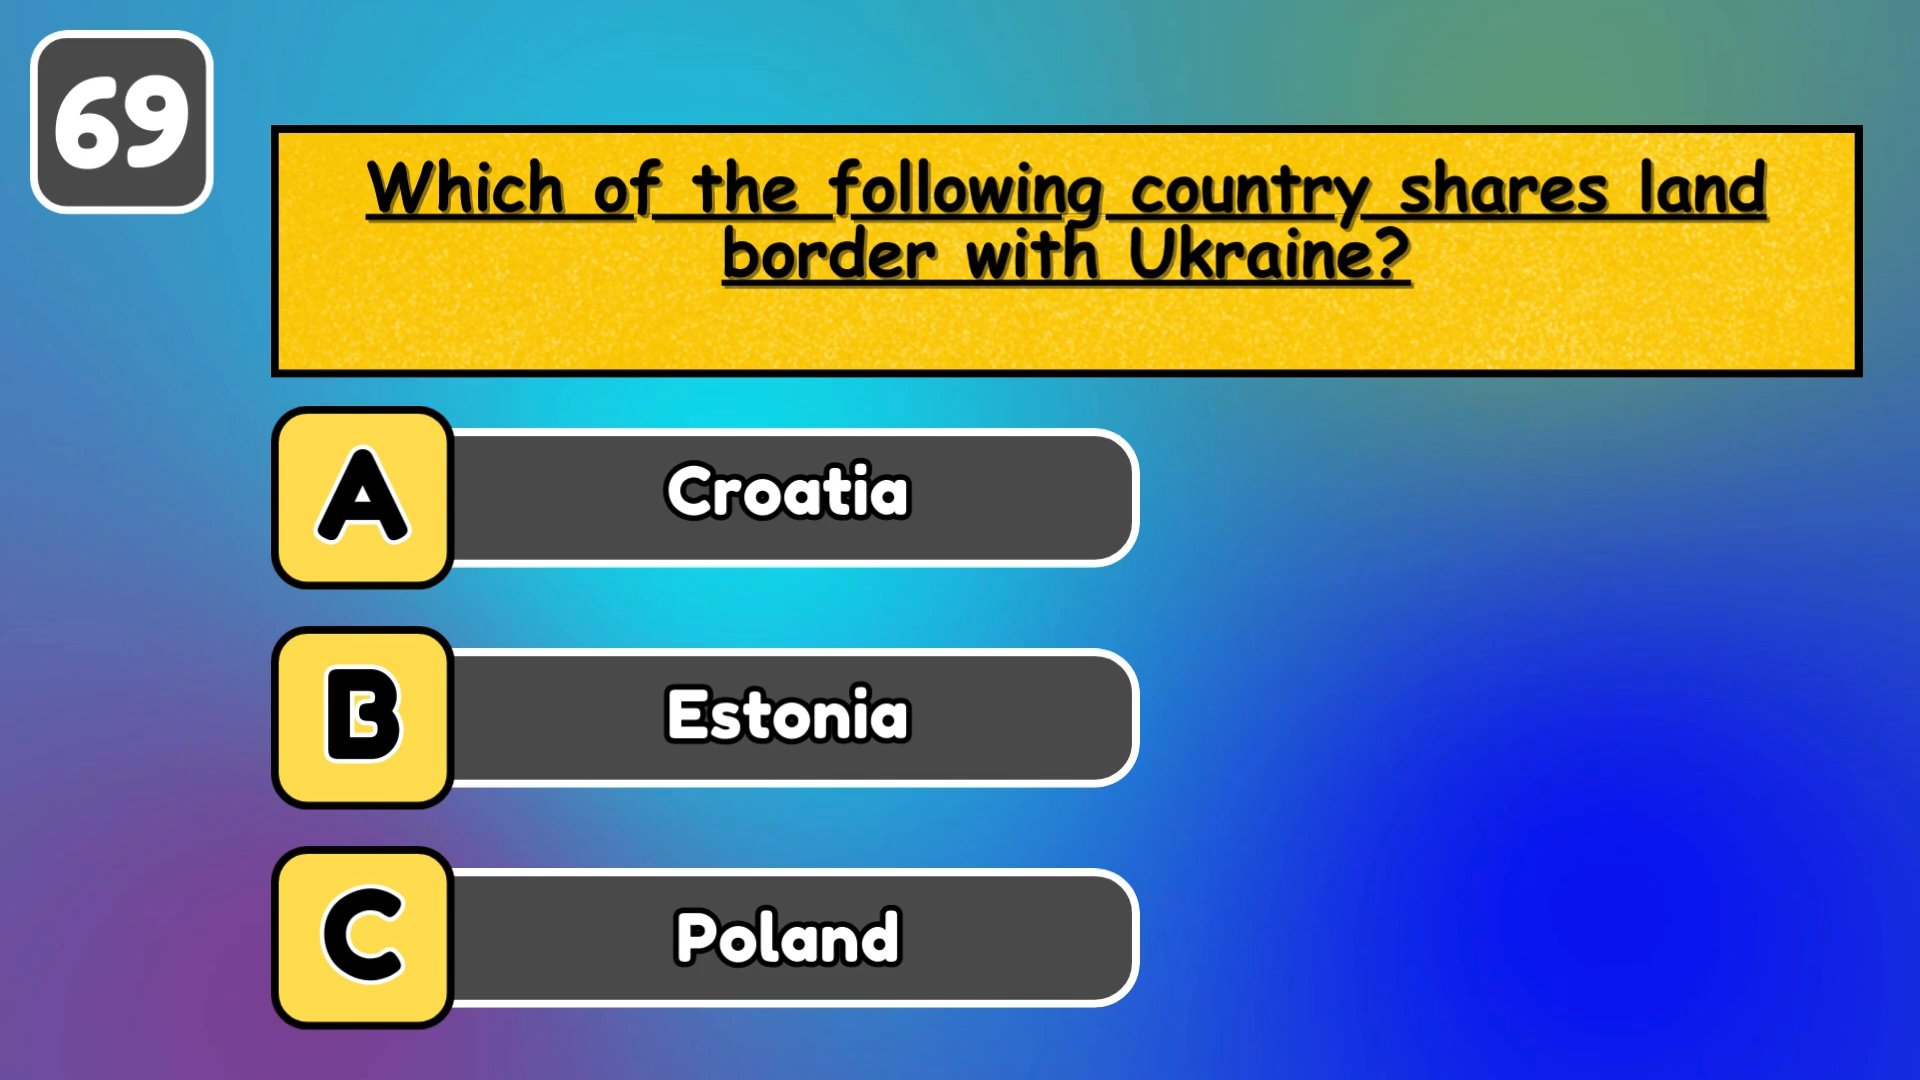 69
Which of the following country shares land
border with Ukraine?
A
Croatia
B
Estonia
C
Poland